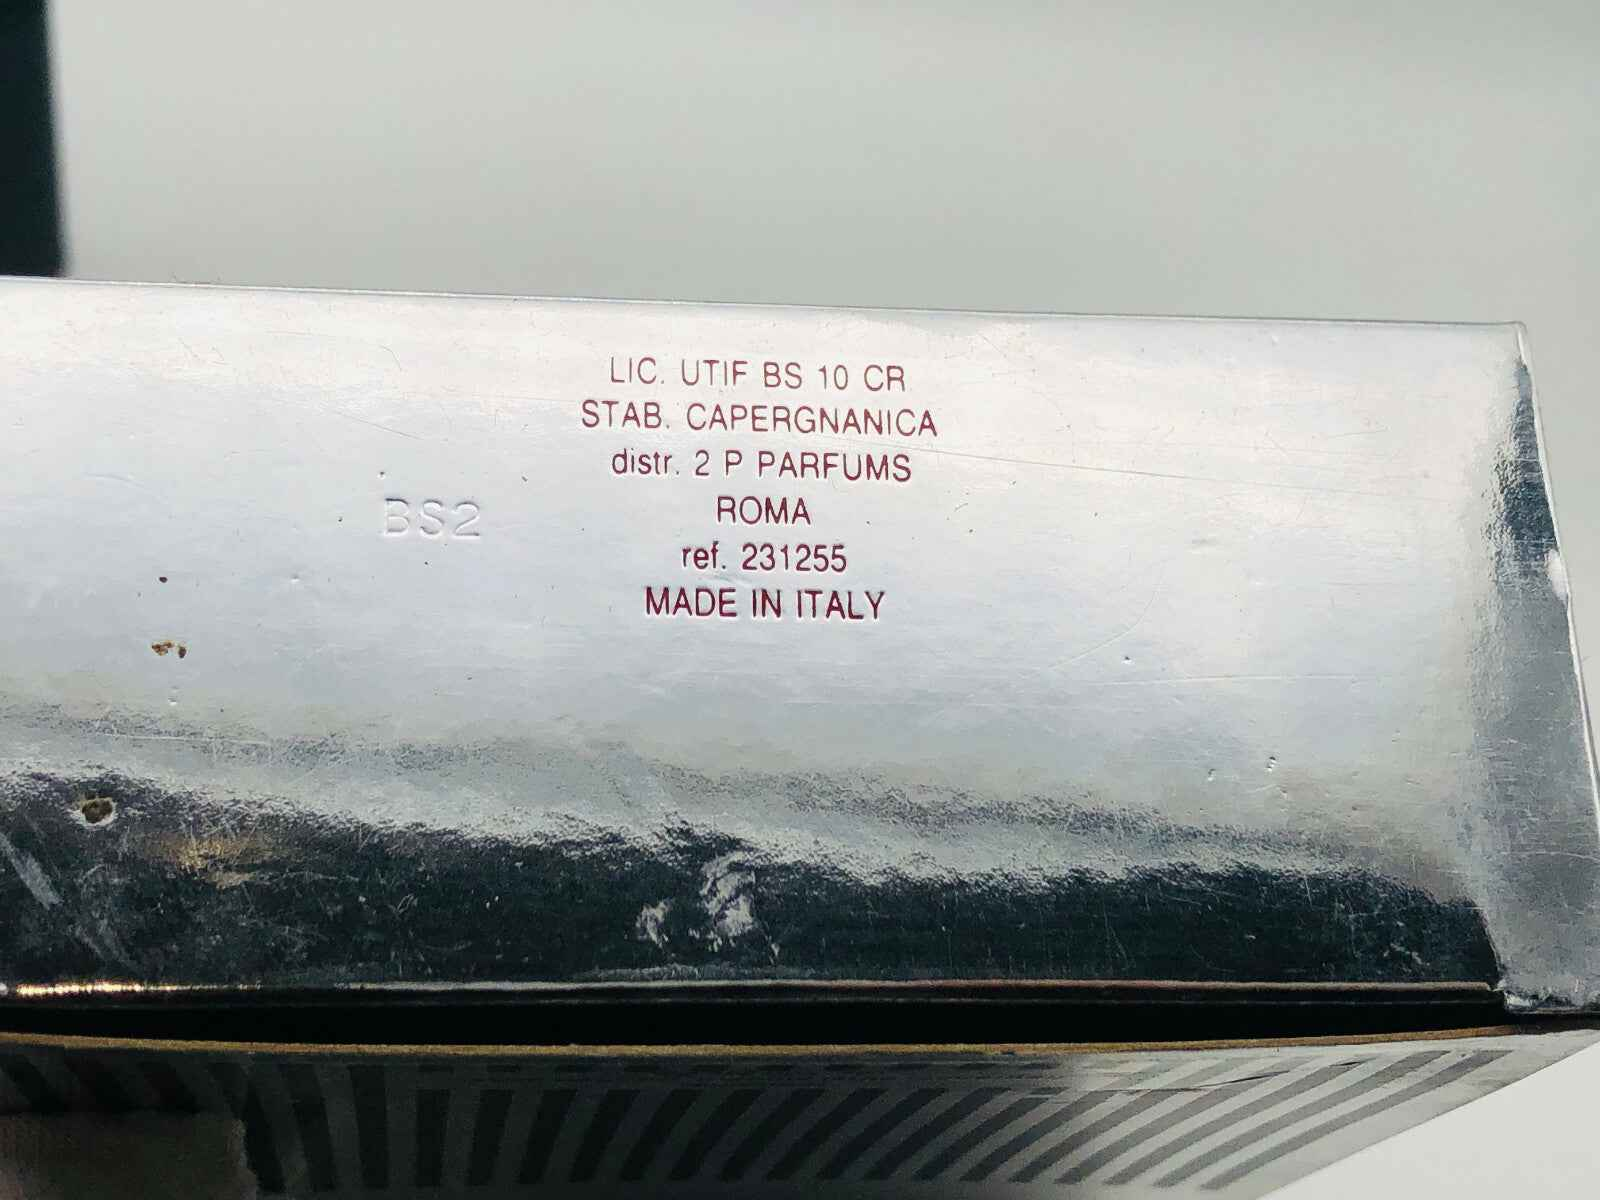 LIC. UTIF BS 10 CR
STAB. CAPERGNANICA
distr. 2 P PARFUMS
BS2
ROMA
ref. 231255
MADE IN ITALY